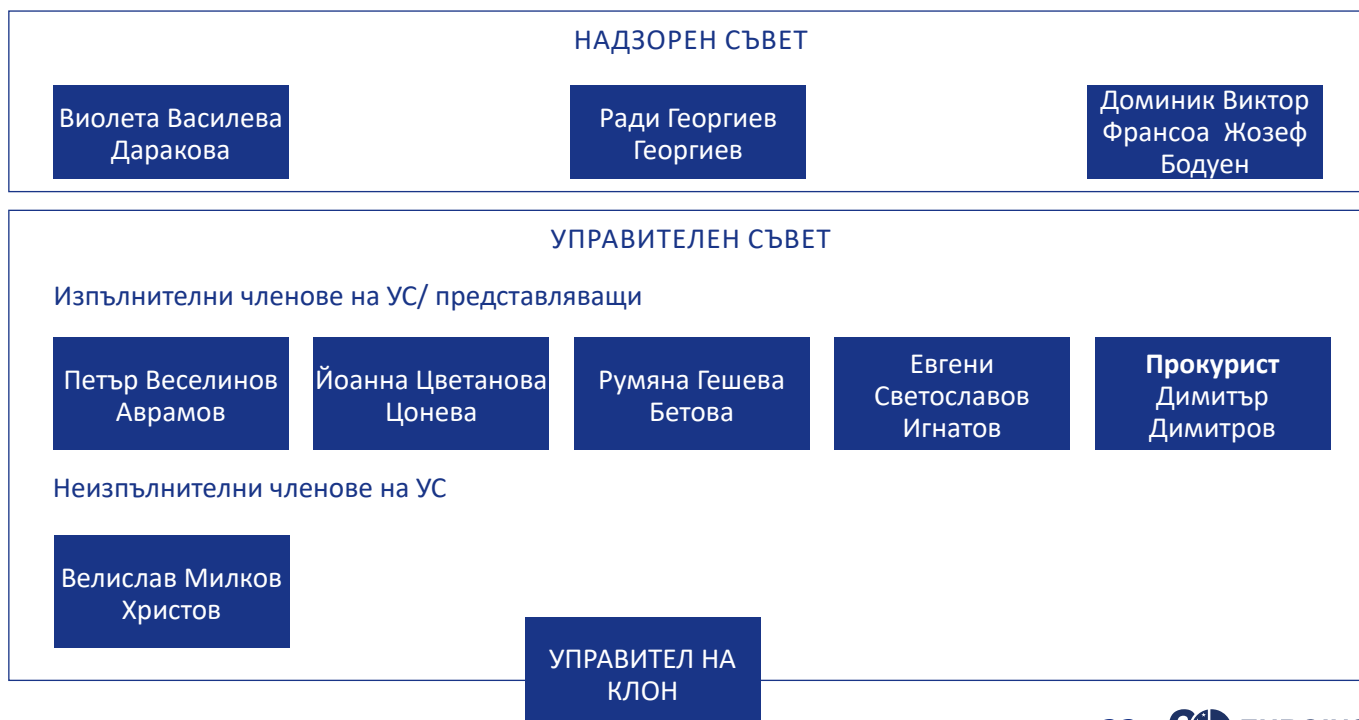 НАДЗОРЕН СЪВЕТ
Виолета Василева
Даракова
Ради Георгиев
Георгиев
Доминик Виктор
Франсоа Жозеф
Бодуен
УПРАВИТЕЛЕН СЪВЕТ
Изпълнителни членове на УС/ представляващи
Петър Веселинов
Аврамов
Йоанна Цветанова
Цонева
Румяна Гешева
Бетова
Евгени
Светославов
Игнатов
Прокурист
Димитър
Димитров
Неизпълнителни членове на УС
Велислав Милков
Христов
УПРАВИТЕЛ НА
КЛОН